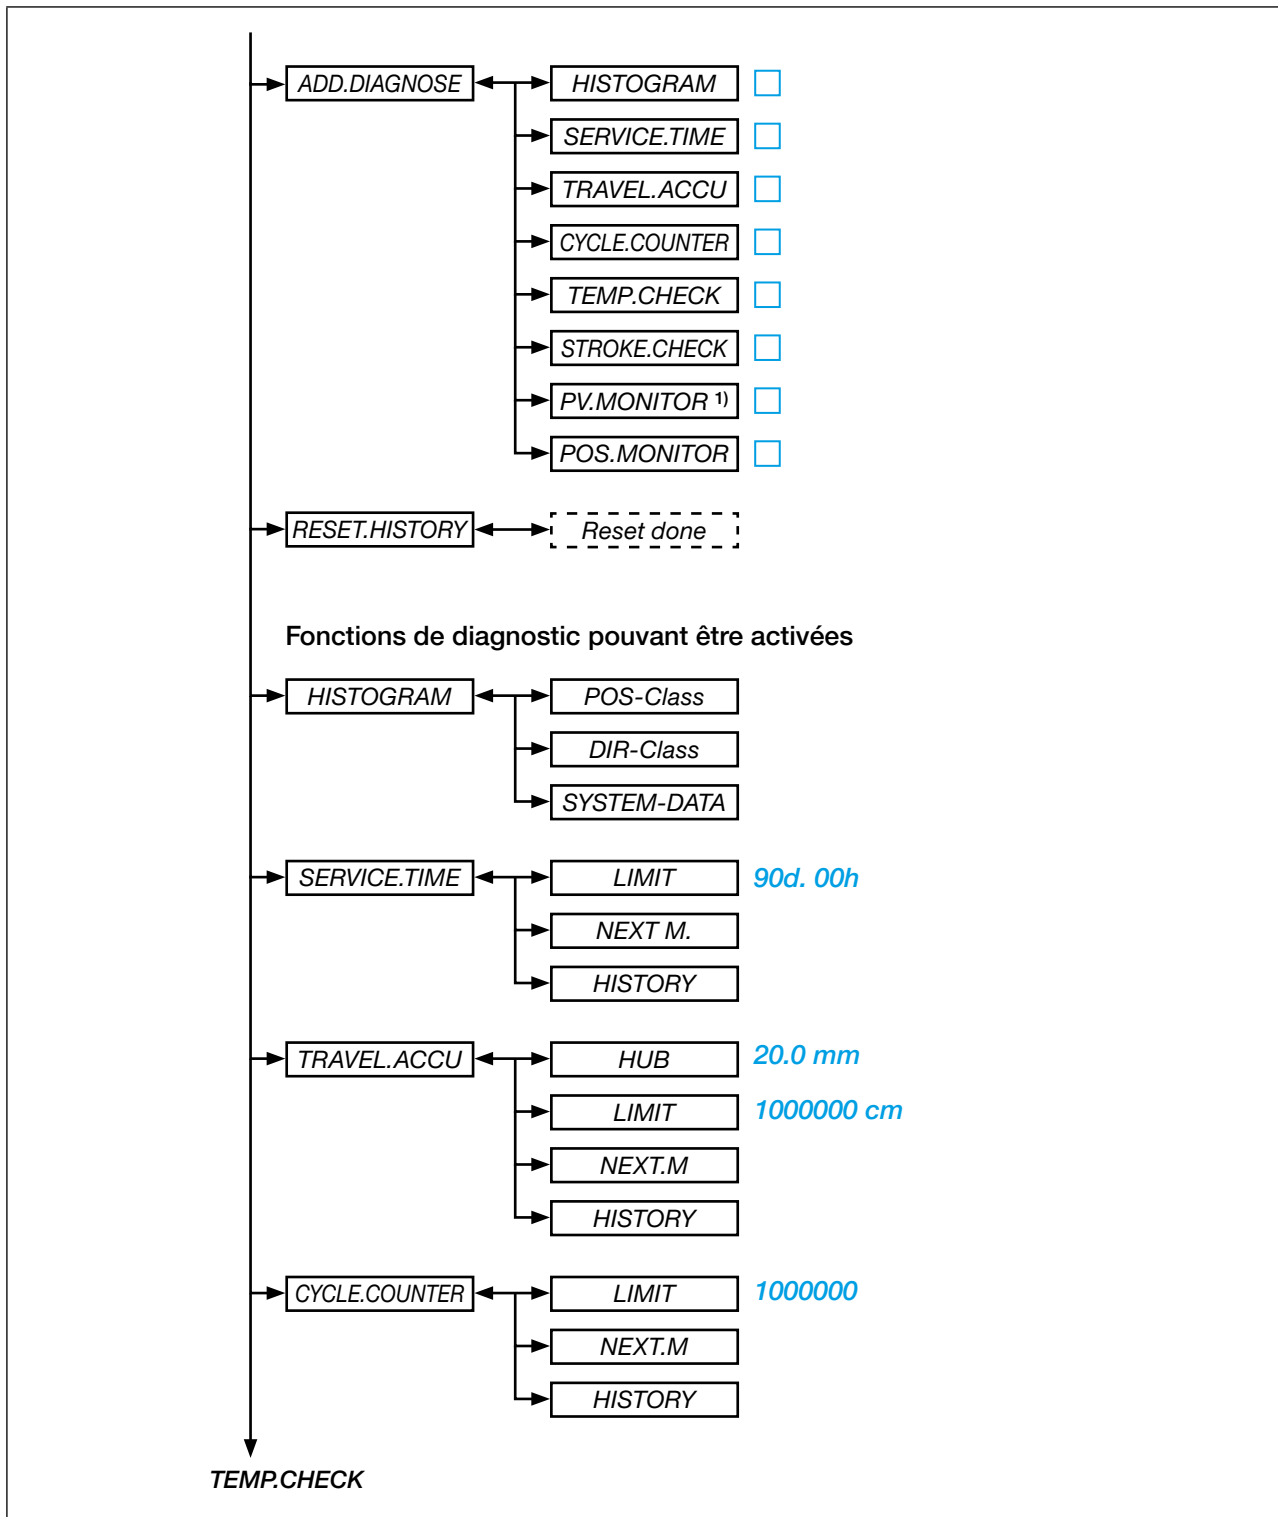 ADD.DIAGNOSE
HISTOGRAM
SERVICE.TIME
TRAVEL.ACCU
CYCLE.COUNTER
TEMP.CHECK
STROKE.CHECK
PV.MONITOR 1)
POS.MONITOR
RESET.HISTORY
Reset done
Fonctions de diagnostic pouvant être activées
HISTOGRAM
POS-Class
DIR-Class
SYSTEM-DATA
SERVICE.TIME
LIMIT 90d. 00h
NEXT M.
HISTORY
TRAVEL.ACCU
HUB 20.0 mm
LIMIT 1000000 cm
NEXT.M
HISTORY
CYCLE.COUNTER
LIMIT 1000000
NEXT.M
HISTORY
TEMP.CHECK